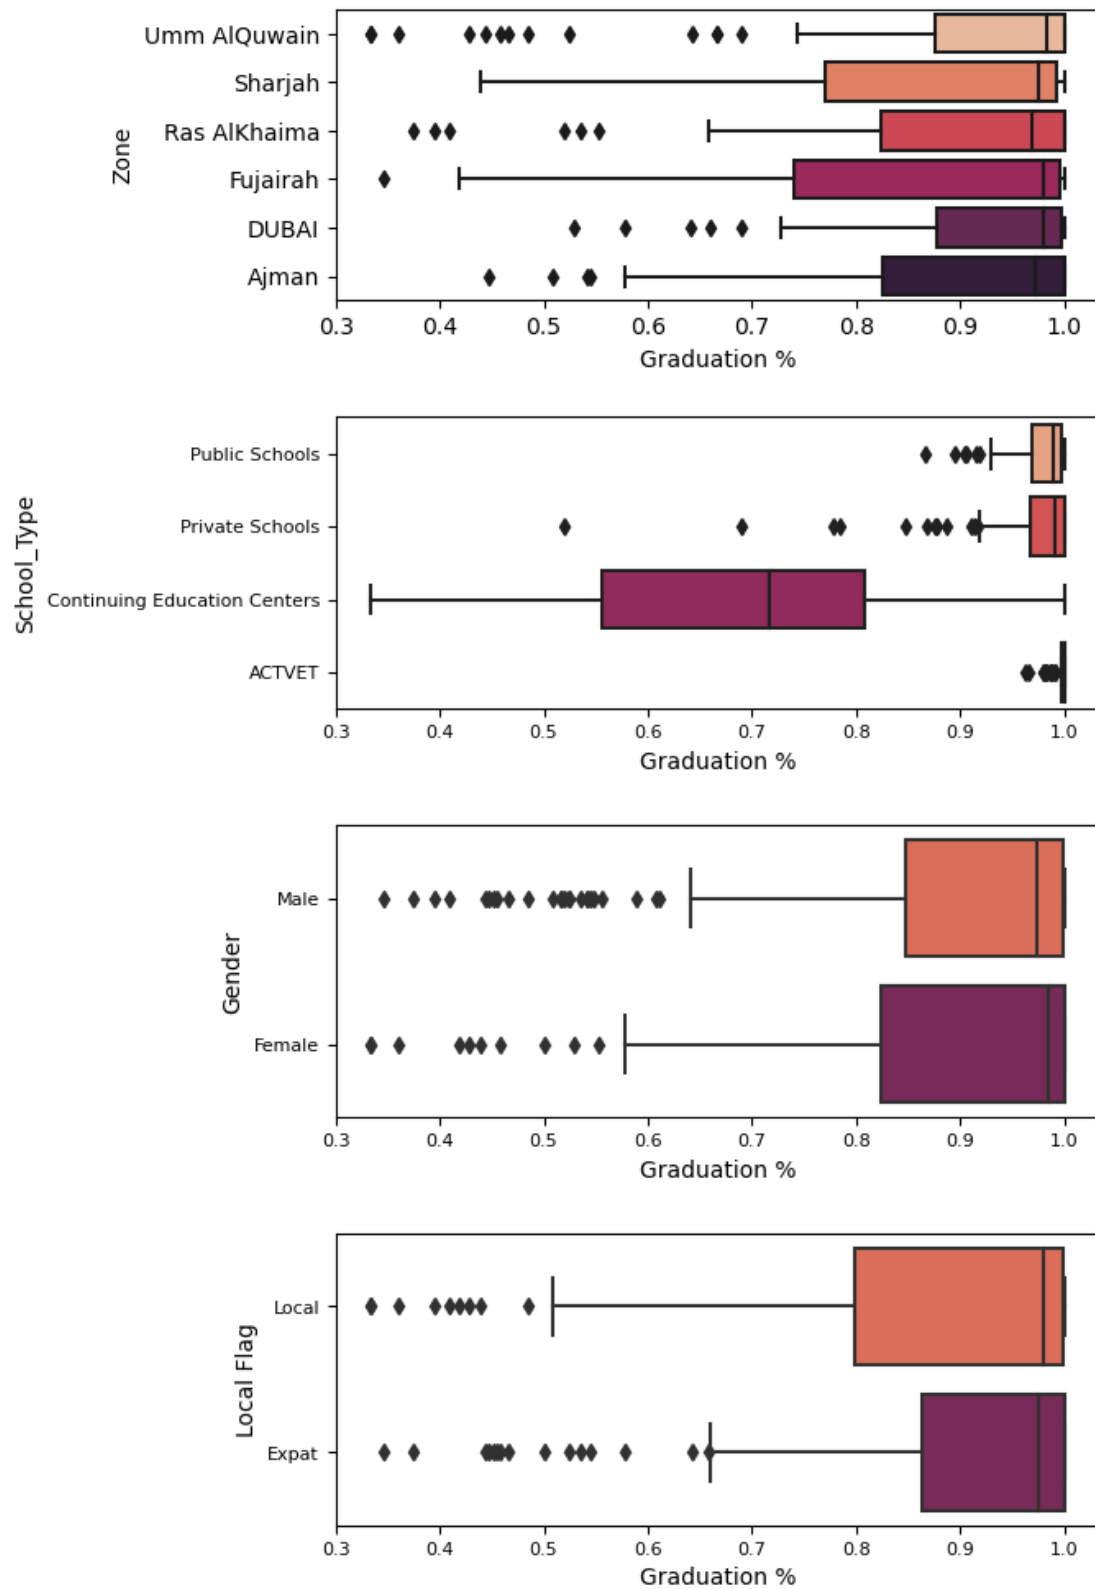 Zone
Umm AlQuwain
Sharjah
Ras AlKhaima
Fujairah
DUBAI
Ajman
0.3 0.4 0.5 0.6 0.7 0.8 0.9 1.0
Graduation %
School_Type
Public Schools
Private Schools
Continuing Education Centers
ACTVET
0.3 0.4 0.5 0.6 0.7 0.8 0.9 1.0
Graduation %
Gender
Male
Female
0.3 0.4 0.5 0.6 0.7 0.8 0.9 1.0
Graduation %
Local Flag
Local
Expat
0.3 0.4 0.5 0.6 0.7 0.8 0.9 1.0
Graduation %